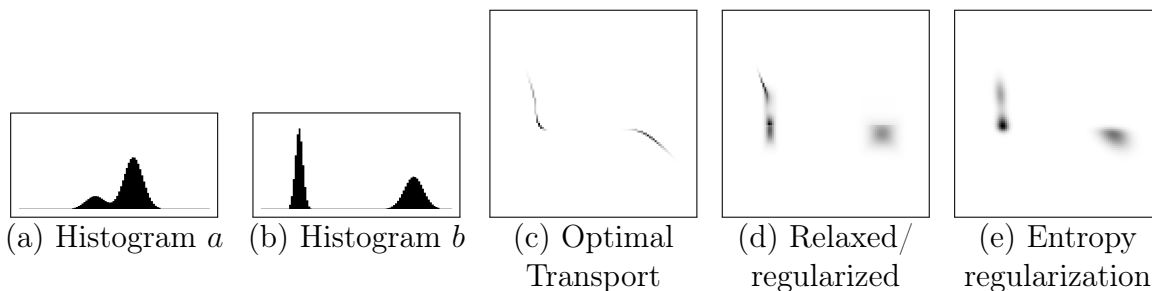 (a) Histogram a
(b) Histogram b
(c) Optimal
Transport
(d) Relaxed/
regularized
(e) Entropy
regularization